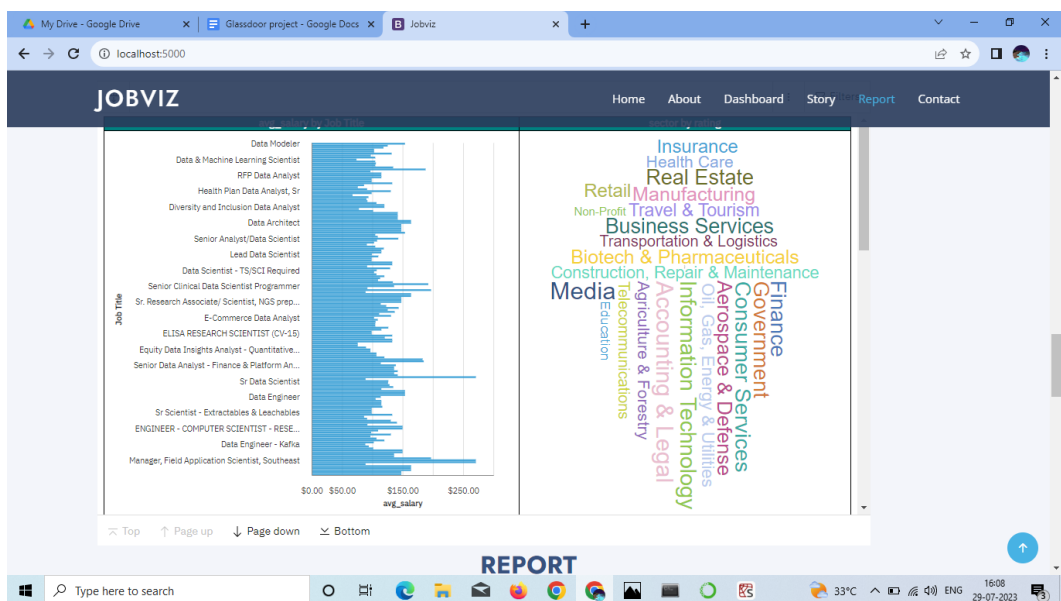 My Drive - Google Drive
Glassdoor project - Google Docs
Jobviz
localhost:5000
JOBVIZ
Home About Dashboard Story Report Contact
avg_salary by Job Title
sector by rating
Job Title
Data Modeler
Data & Machine Learning Scientist
RFP Data Analyst
Health Plan Data Analyst, Sr
Diversity and Inclusion Data Analyst
Data Architect
Senior Analyst/Data Scientist
Lead Data Scientist
Data Scientist - TS/SCI Required
Senior Clinical Data Scientist Programmer
Sr. Research Associate/ Scientist, NGS prep...
E-Commerce Data Analyst
ELISA RESEARCH SCIENTIST (CV-15)
Equity Data Insights Analyst - Quantitative...
Senior Data Analyst - Finance & Platform An...
Sr Data Scientist
Data Engineer
Sr Scientist - Extractables & Leachables
ENGINEER - COMPUTER SCIENTIST - RESE...
Data Engineer - Kafka
Manager, Field Application Scientist, Southeast
$0.00 $50.00 $150.00 $250.00
avg_salary
Insurance
Health Care
Real Estate
Retail Manufacturing
Non-Profit Travel & Tourism
Business Services
Transportation & Logistics
Biotech & Pharmaceuticals
Construction, Repair & Maintenance
Media
Education
Telecommunications
Agriculture & Forestry
Accounting & Legal
Information Technology
Oil, Gas, Energy & Utilities
Aerospace & Defense
Consumer Services
Government
Finance
Top Page up Page down Bottom
REPORT
Type here to search
33°C ENG
16:08
29-07-2023